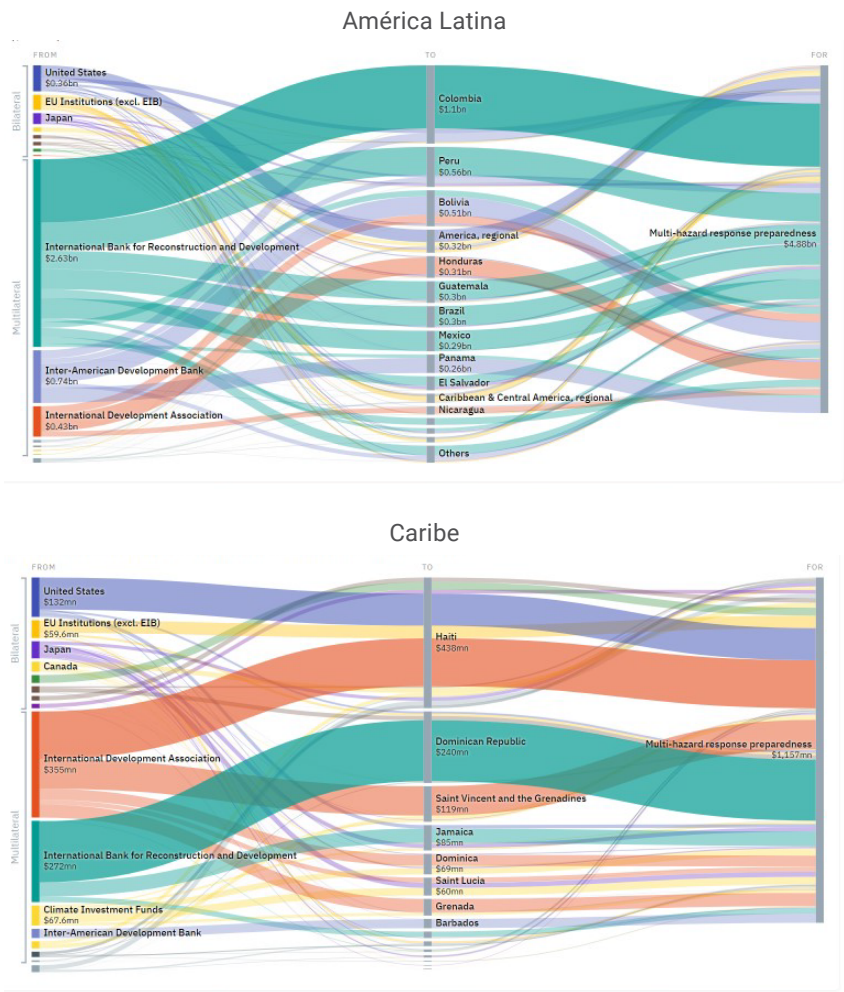 América Latina
FROM
TO
FOR
Bilateral
Multilateral
United States
$0.36bn
EU Institutions (excl. EIB)
Japan
International Bank for Reconstruction and Development
$2.63bn
Inter-American Development Bank
$0.74bn
International Development Association
$0.43bn
Colombia
$1.1bn
Peru
$0.56bn
Bolivia
$0.51bn
America, regional
$0.32bn
Honduras
$0.31bn
Guatemala
$0.3bn
Brazil
$0.3bn
Mexico
$0.29bn
Panama
$0.26bn
El Salvador
Caribbean & Central America, regional
Nicaragua
Others
Multi-hazard response preparedness
$4.88bn
Caribe
FROM
TO
FOR
Bilateral
Multilateral
United States
$132mn
EU Institutions (excl. EIB)
$59.6mn
Japan
Canada
International Development Association
$355mn
International Bank for Reconstruction and Development
$272mn
Climate Investment Funds
$67.6mn
Inter-American Development Bank
Haiti
$438mn
Dominican Republic
$240mn
Saint Vincent and the Grenadines
$119mn
Jamaica
$85mn
Dominica
$69mn
Saint Lucia
$60mn
Grenada
Barbados
Multi-hazard response preparedness
$1,157mn